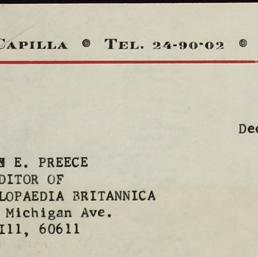 CAPILLA ® TEL. 24-90-02 ®
Dec
N E. PREECE
DITOR OF
LOPAEDIA BRITANNICA
Michigan Ave.
Ill, 60611